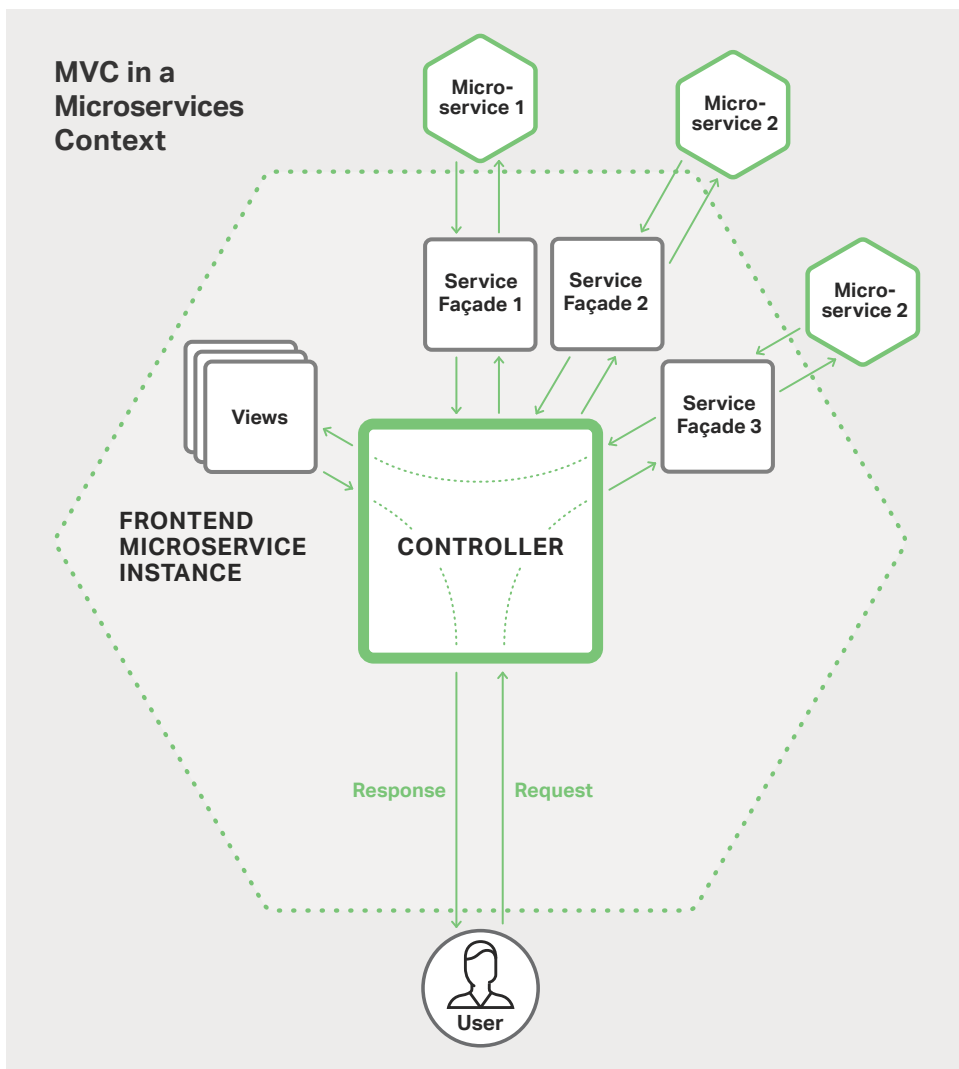 MVC in a
Microservices
Context
Micro-
service 1
Micro-
service 2
Service
Façade 1
Service
Façade 2
Micro-
service 2
Service
Façade 3
Views
FRONTEND
MICROSERVICE
INSTANCE
CONTROLLER
Response
Request
User